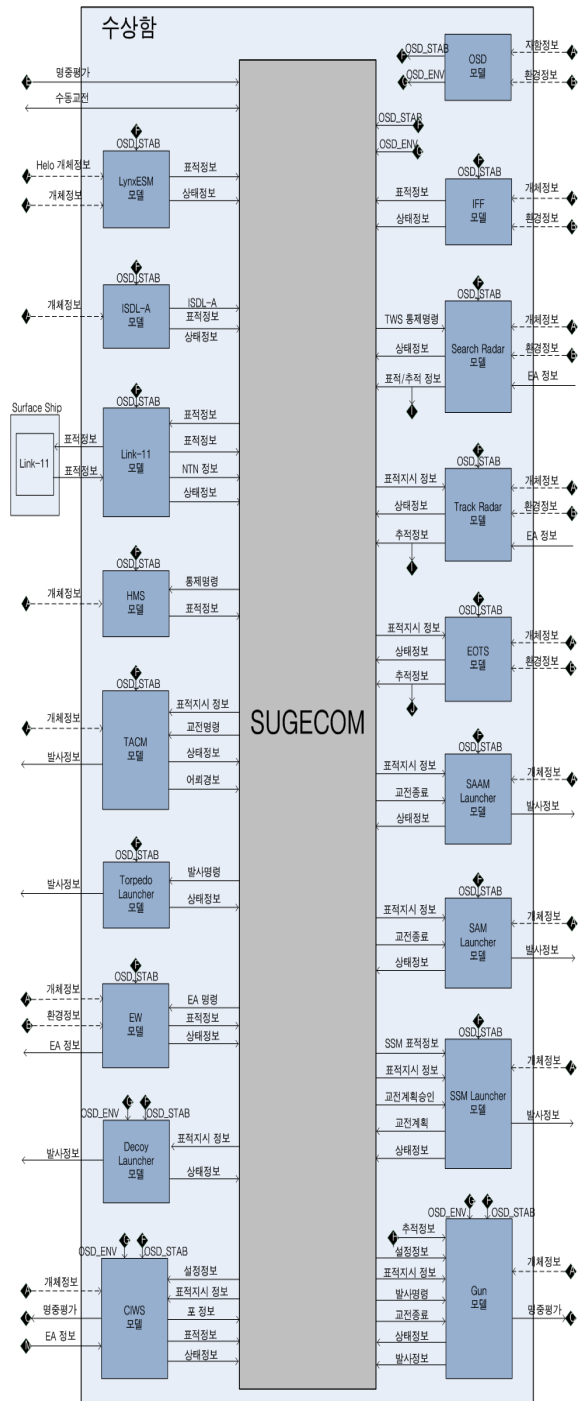 수상함
명중평가
수동교전
F
OSD_STAB
Helo 개체정보
A
개체정보
A
LynxESM
모델
표적정보
상태정보
F
OSD_STAB
개체정보
A
ISDL-A
모델
ISDL-A
표적정보
상태정보
Surface Ship
Link-11
표적정보
표적정보
F
OSD_STAB
Link-11
모델
표적정보
표적정보
NTN 정보
상태정보
F
OSD_STAB
개체정보
A
HMS
모델
통제명령
표적정보
F
OSD_STAB
개체정보
A
발사정보
TACM
모델
표적지시 정보
교전명령
상태정보
어뢰경보
F
OSD_STAB
발사정보
Torpedo
Launcher
모델
발사명령
상태정보
F
OSD_STAB
개체정보
A
환경정보
B
EA 정보
EW
모델
EA 명령
표적정보
상태정보
G
F
OSD_ENV
OSD_STAB
발사정보
Decoy
Launcher
모델
표적지시 정보
상태정보
G
F
OSD_ENV
OSD_STAB
개체정보
A
명중평가
C
EA 정보
CIWS
모델
설정정보
표적지시 정보
포 정보
표적정보
상태정보
SUGECOM
OSD_STAB
F
OSD_ENV
G
OSD
모델
자함정보
A
환경정보
B
OSD_STAB
F
OSD_ENV
G
F
OSD_STAB
표적정보
상태정보
IFF
모델
개체정보
A
환경정보
B
F
OSD_STAB
TWS 통제명령
상태정보
표적/추적 정보
I
Search Radar
모델
개체정보
A
환경정보
B
EA 정보
F
OSD_STAB
표적지시 정보
상태정보
추적정보
I
Track Radar
모델
개체정보
A
환경정보
B
EA 정보
F
OSD_STAB
표적지시 정보
상태정보
추적정보
J
EOTS
모델
개체정보
A
환경정보
B
F
OSD_STAB
표적지시 정보
교전종료
상태정보
SAAM
Launcher
모델
개체정보
A
발사정보
F
OSD_STAB
표적지시 정보
교전종료
상태정보
SAM
Launcher
모델
개체정보
A
발사정보
F
OSD_STAB
SSM 표적정보
표적지시 정보
교전계획승인
교전계획
상태정보
SSM Launcher
모델
개체정보
A
발사정보
G
F
OSD_ENV
OSD_STAB
추적정보
설정정보
표적지시 정보
발사명령
교전종료
상태정보
발사정보
Gun
모델
개체정보
A
명중평가
C